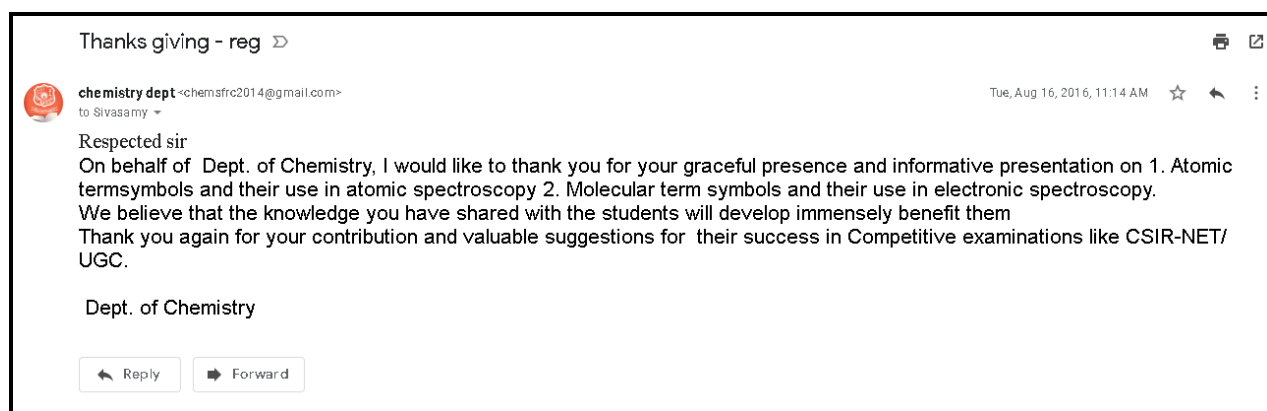 Thanks giving - reg
chemistry dept <chemsfrc2014@gmail.com>
Tue, Aug 16, 2016, 11:14 AM
to Sivasamy
Respected sir
On behalf of Dept. of Chemistry, I would like to thank you for your graceful presence and informative presentation on 1. Atomic
termsymbols and their use in atomic spectroscopy 2. Molecular term symbols and their use in electronic spectroscopy.
We believe that the knowledge you have shared with the students will develop immensely benefit them
Thank you again for your contribution and valuable suggestions for their success in Competitive examinations like CSIR-NET/
UGC.
Dept. of Chemistry
Reply
Forward